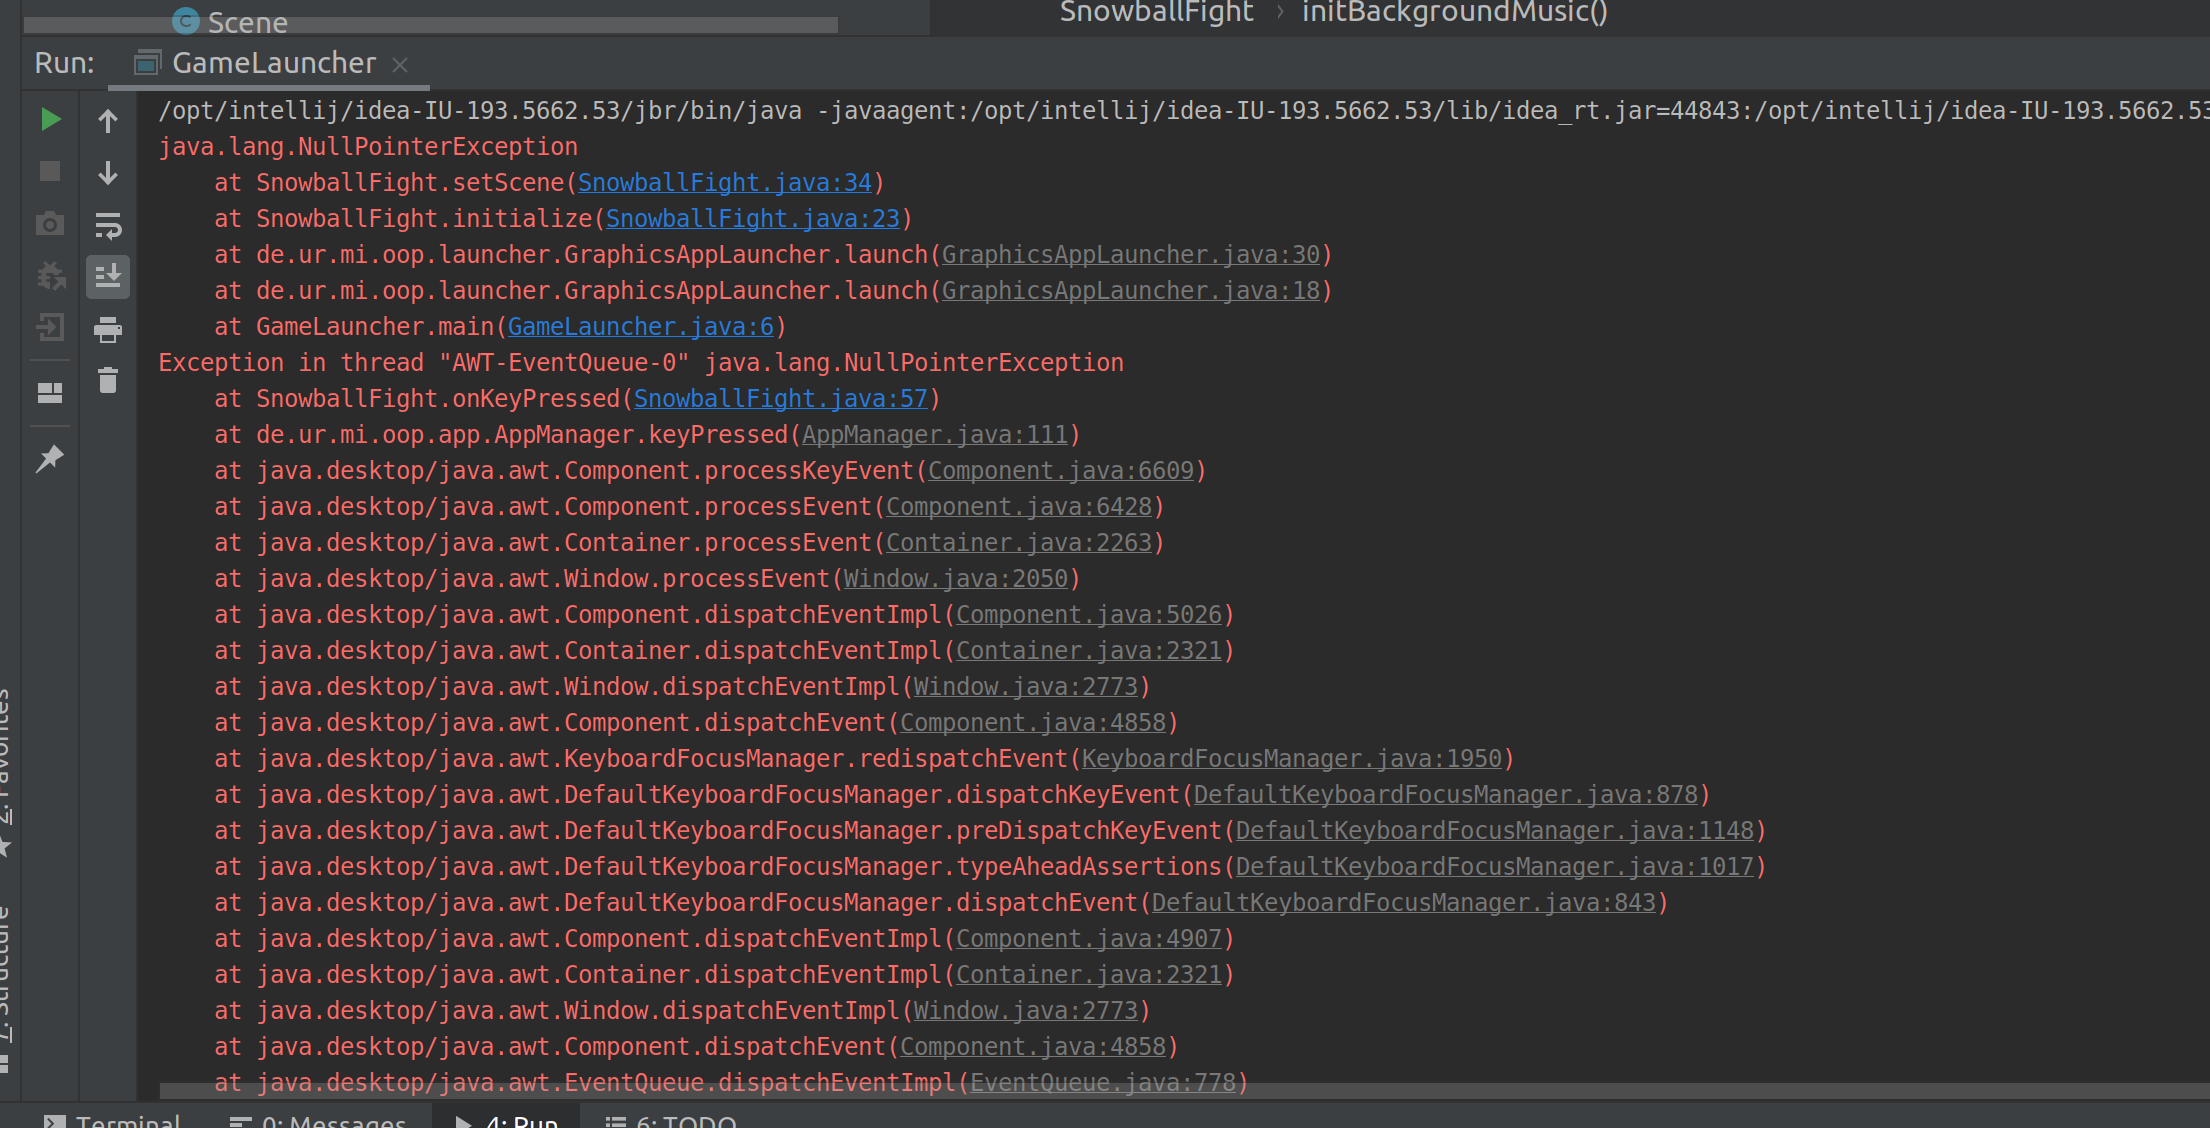 Scene
SnowballFight › initBackgroundMusic()
Run: GameLauncher ×
/opt/intellij/idea-IU-193.5662.53/jbr/bin/java -javaagent:/opt/intellij/idea-IU-193.5662.53/lib/idea_rt.jar=44843:/opt/intellij/idea-IU-193.5662.53
java.lang.NullPointerException
at SnowballFight.setScene(SnowballFight.java:34)
at SnowballFight.initialize(SnowballFight.java:23)
at de.ur.mi.oop.launcher.GraphicsAppLauncher.launch(GraphicsAppLauncher.java:30)
at de.ur.mi.oop.launcher.GraphicsAppLauncher.launch(GraphicsAppLauncher.java:18)
at GameLauncher.main(GameLauncher.java:6)
Exception in thread "AWT-EventQueue-0" java.lang.NullPointerException
at SnowballFight.onKeyPressed(SnowballFight.java:57)
at de.ur.mi.oop.app.AppManager.keyPressed(AppManager.java:111)
at java.desktop/java.awt.Component.processKeyEvent(Component.java:6609)
at java.desktop/java.awt.Component.processEvent(Component.java:6428)
at java.desktop/java.awt.Container.processEvent(Container.java:2263)
at java.desktop/java.awt.Window.processEvent(Window.java:2050)
at java.desktop/java.awt.Component.dispatchEventImpl(Component.java:5026)
at java.desktop/java.awt.Container.dispatchEventImpl(Container.java:2321)
at java.desktop/java.awt.Window.dispatchEventImpl(Window.java:2773)
at java.desktop/java.awt.Component.dispatchEvent(Component.java:4858)
at java.desktop/java.awt.KeyboardFocusManager.redispatchEvent(KeyboardFocusManager.java:1950)
at java.desktop/java.awt.DefaultKeyboardFocusManager.dispatchKeyEvent(DefaultKeyboardFocusManager.java:878)
at java.desktop/java.awt.DefaultKeyboardFocusManager.preDispatchKeyEvent(DefaultKeyboardFocusManager.java:1148)
at java.desktop/java.awt.DefaultKeyboardFocusManager.typeAheadAssertions(DefaultKeyboardFocusManager.java:1017)
at java.desktop/java.awt.DefaultKeyboardFocusManager.dispatchEvent(DefaultKeyboardFocusManager.java:843)
at java.desktop/java.awt.Component.dispatchEventImpl(Component.java:4907)
at java.desktop/java.awt.Container.dispatchEventImpl(Container.java:2321)
at java.desktop/java.awt.Window.dispatchEventImpl(Window.java:2773)
at java.desktop/java.awt.Component.dispatchEvent(Component.java:4858)
at java.desktop/java.awt.EventQueue.dispatchEventImpl(EventQueue.java:778)
2: Favorites
7: Structure
Terminal 0: Messages 4: Run 6: TODO